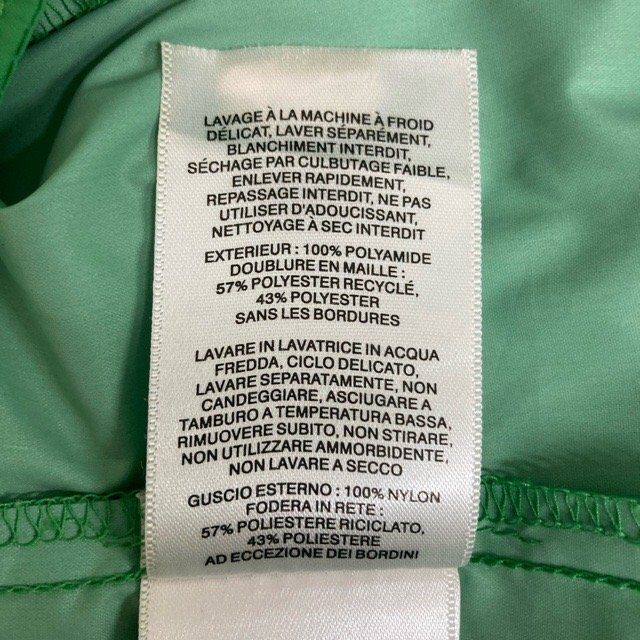 LAVAGE À LA MACHINE À FROID
DÉLICAT, LAVER SÉPARÉMENT,
BLANCHIMENT INTERDIT,
SÉCHAGE PAR CULBUTAGE FAIBLE,
ENLEVER RAPIDEMENT,
REPASSAGE INTERDIT, NE PAS
UTILISER D'ADOUCISSANT,
NETTOYAGE À SEC INTERDIT
EXTERIEUR : 100% POLYAMIDE
DOUBLURE EN MAILLE :
57% POLYESTER RECYCLÉ,
43% POLYESTER
SANS LES BORDURES
LAVARE IN LAVATRICE IN ACQUA
FREDDA, CICLO DELICATO,
LAVARE SEPARATAMENTE, NON
CANDEGGIARE, ASCIUGARE A
TAMBURO A TEMPERATURA BASSA,
RIMUOVERE SUBITO, NON STIRARE,
NON UTILIZZARE AMMORBIDENTE,
NON LAVARE A SECCO
GUSCIO ESTERNO : 100% NYLON
FODERA IN RETE :
57% POLIESTERE RICICLATO,
43% POLIESTERE
AD ECCEZIONE DEI BORDINI